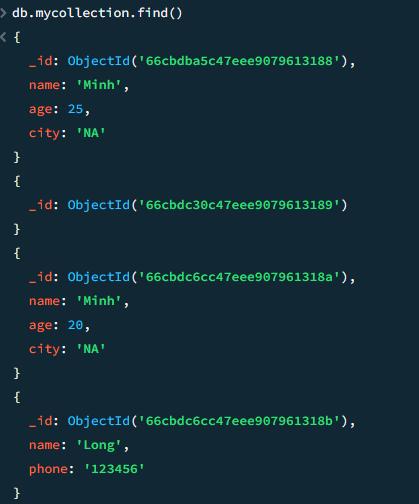 > db.mycollection.find()
< {
_id: ObjectId('66cbdba5c47eee9079613188'),
name: 'Minh',
age: 25,
city: 'NA'
}
{
_id: ObjectId('66cbdc30c47eee9079613189')
}
{
_id: ObjectId('66cbdc6cc47eee907961318a'),
name: 'Minh',
age: 20,
city: 'NA'
}
{
_id: ObjectId('66cbdc6cc47eee907961318b'),
name: 'Long',
phone: '123456'
}